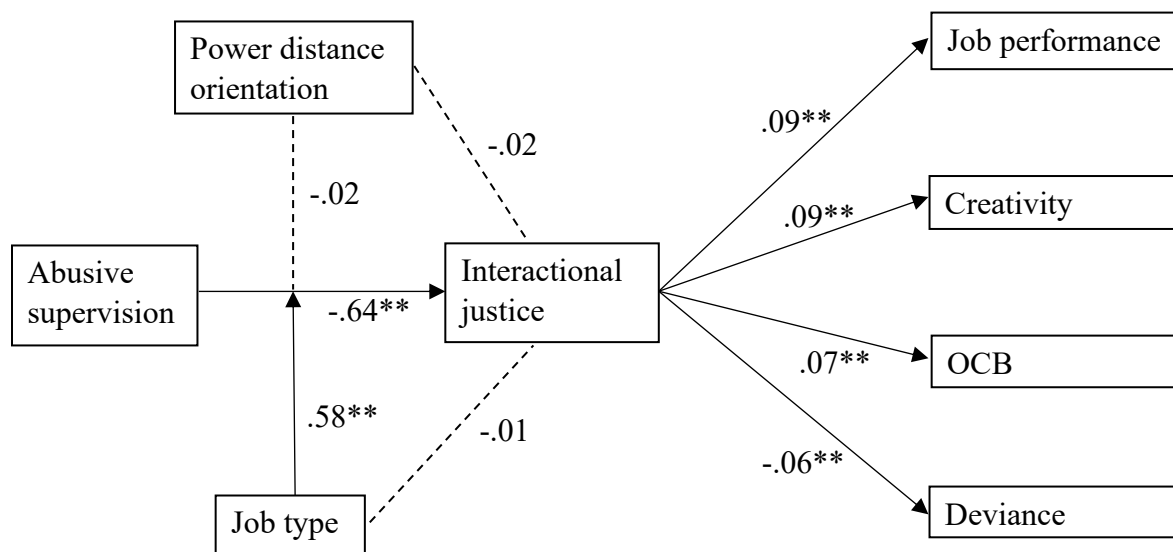 Power distance
orientation
Job performance
.09**
-.02
-.02
Creativity
.09**
Abusive
supervision
Interactional
justice
-.64**
.07**
OCB
.58**
-.01
-.06**
Job type
Deviance